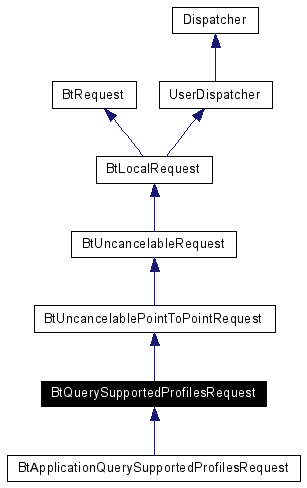 Dispatcher
BtRequest
UserDispatcher
BtLocalRequest
BtUncancelableRequest
BtUncancelablePointToPointRequest
BtQuerySupportedProfilesRequest
BtApplicationQuerySupportedProfilesRequest